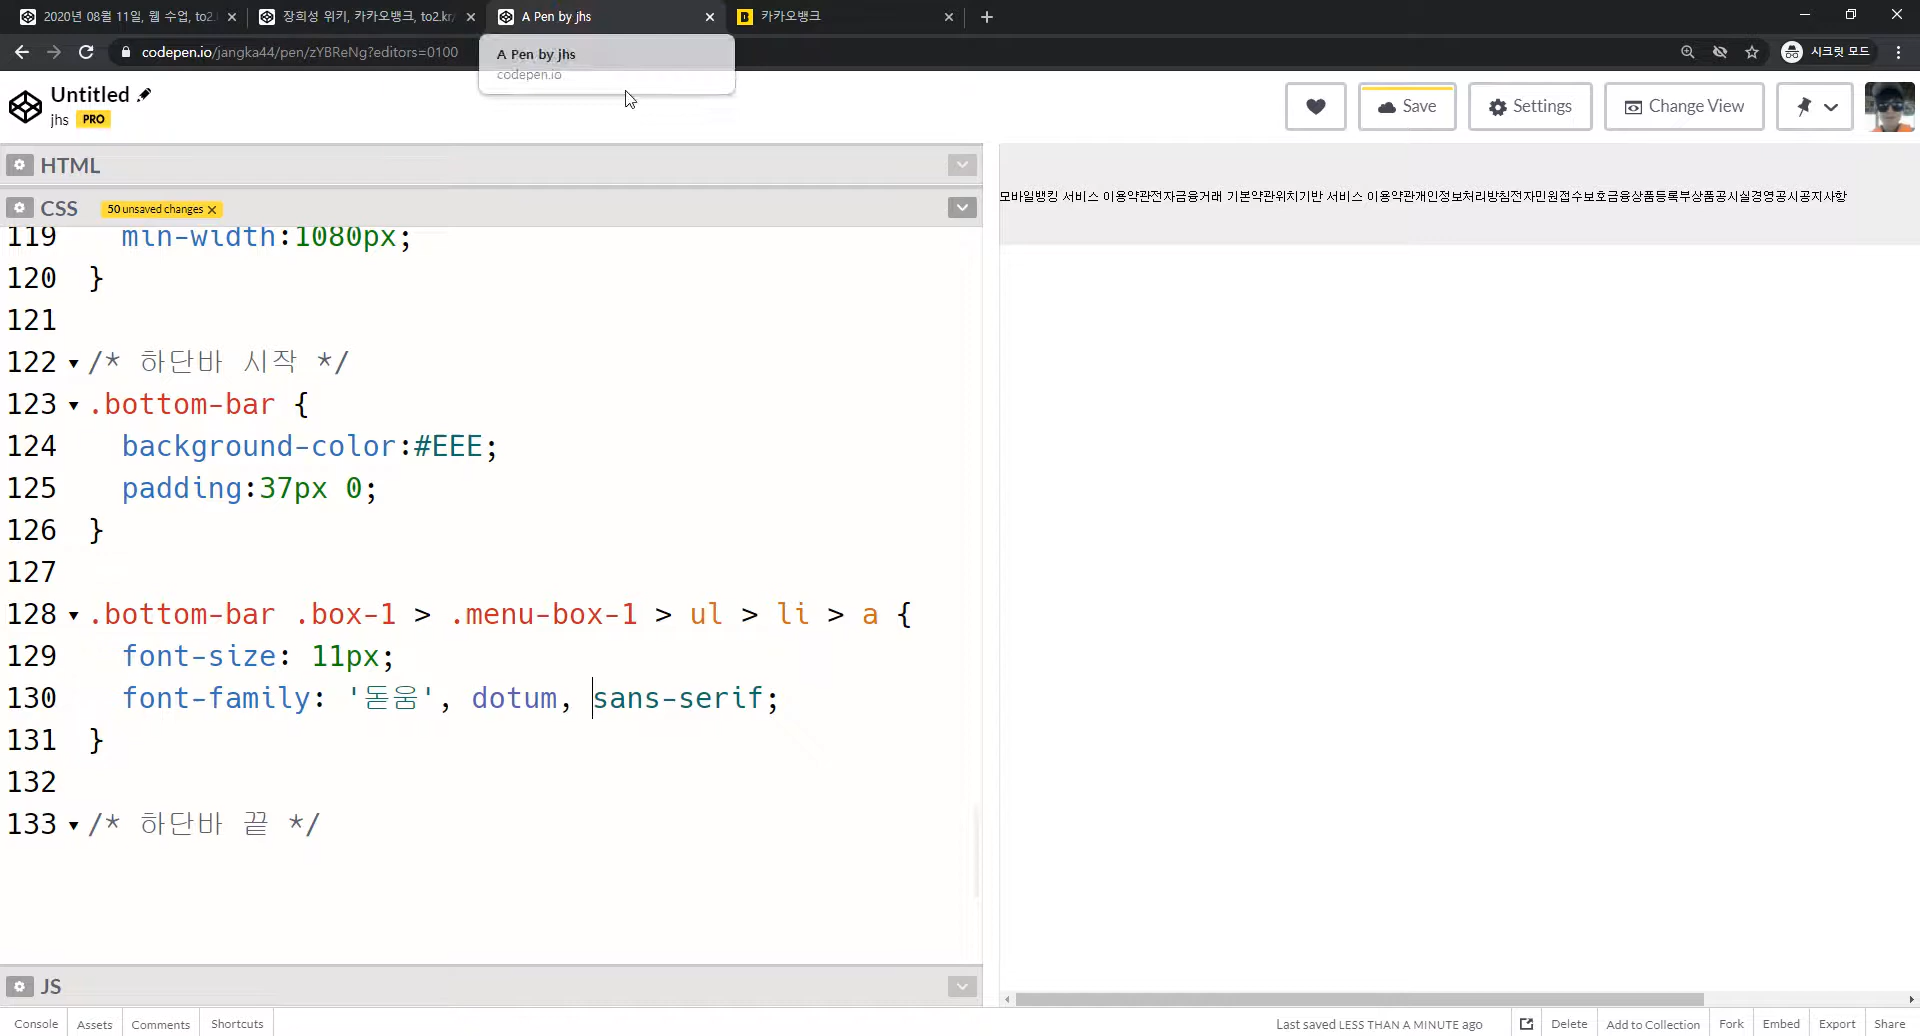 2020년 08월 11일, 웹 수업, to2.
장희성 위키, 카카오뱅크, to2.kr/
A Pen by jhs
카카오뱅크
codepen.io/jangka44/pen/zYBReNg?editors=0100
시크릿 모드
A Pen by jhs
codepen.io
Untitled
jhs PRO
Save
Settings
Change View
HTML
CSS 50 unsaved changes
119 min-width:1080px;
120 }
121
122 /* 하단바 시작 */
123 .bottom-bar {
124 background-color:#EEE;
125 padding:37px 0;
126 }
127
128 .bottom-bar .box-1 > .menu-box-1 > ul > li > a {
129 font-size: 11px;
130 font-family: '돋움', dotum, sans-serif;
131 }
132
133 /* 하단바 끝 */
모바일뱅킹 서비스 이용약관전자금융거래 기본약관위치기반 서비스 이용약관개인정보처리방침전자민원접수보호금융상품등록부상품공시실경영공시공지사항
JS
Console Assets Comments Shortcuts
Last saved LESS THAN A MINUTE ago
Delete Add to Collection Fork Embed Export Share